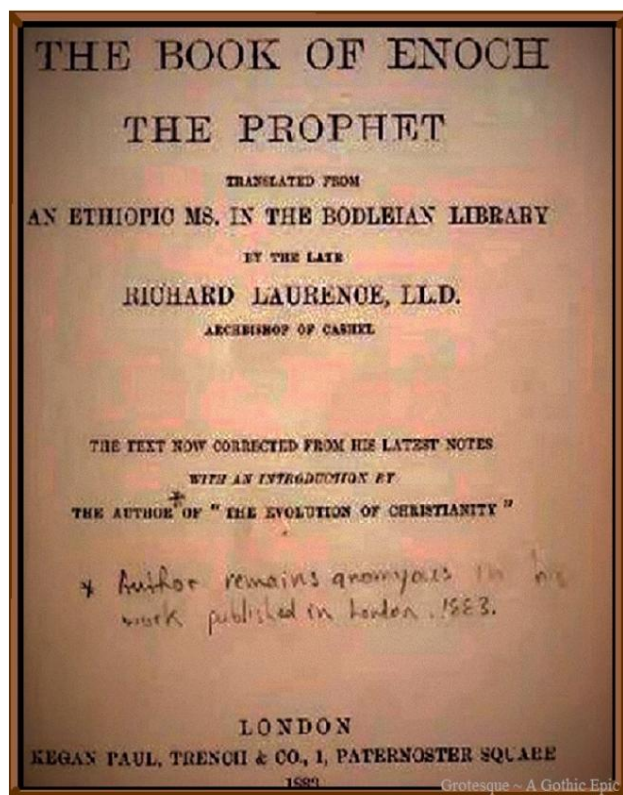 THE BOOK OF ENOCH
THE PROPHET
TRANSLATED FROM
AN ETHIOPIC MS. IN THE BODLEIAN LIBRARY
BY THE LATE
RICHARD LAURENCE, LL.D.
ARCHBISHOP OF CASHEL
THE TEXT NOW CORRECTED FROM HIS LATEST NOTES
WITH AN INTRODUCTION BY
THE AUTHOR * OF "THE EVOLUTION OF CHRISTIANITY"
* Author remains anomyous in his
work published in London. 1883.
LONDON
KEGAN PAUL, TRENCH & CO., 1, PATERNOSTER SQUARE
Grotesque ~ A Gothic Epic